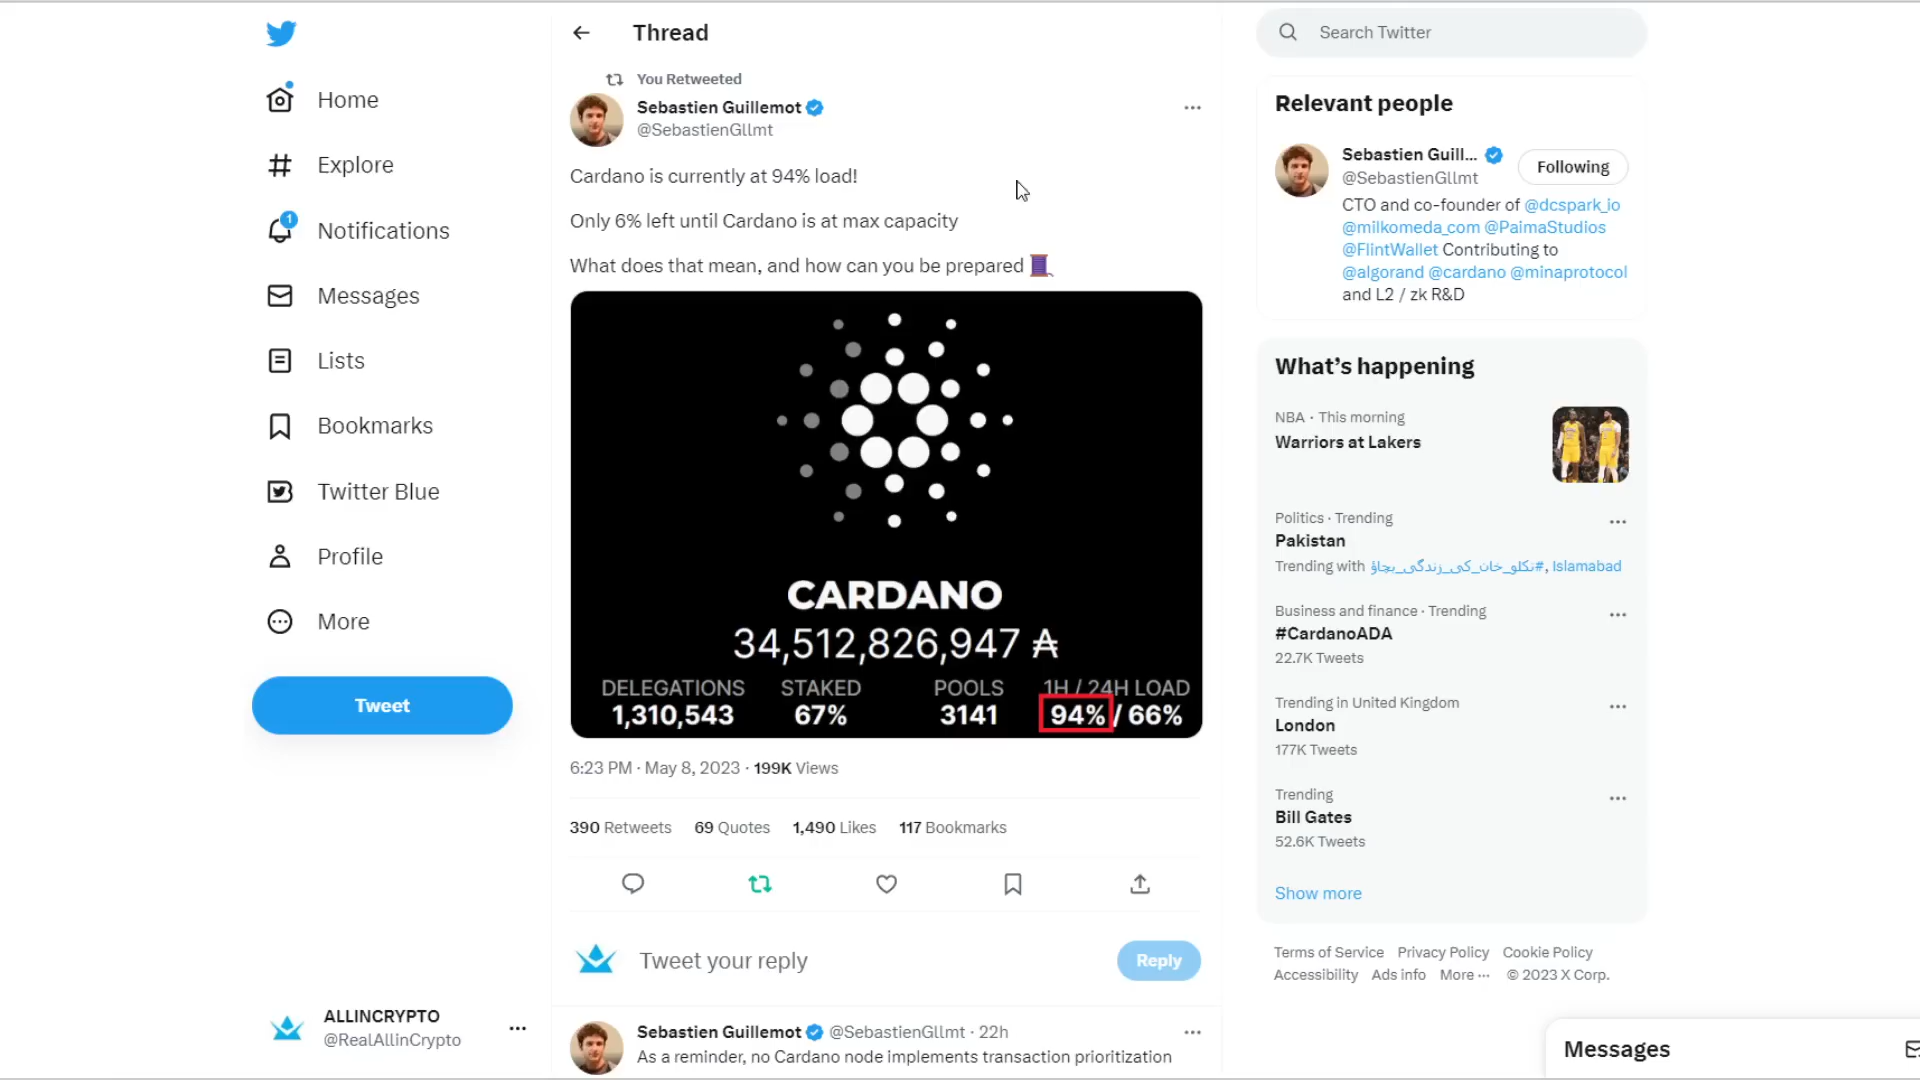 Thread
Search Twitter
You Retweeted
Sebastien Guillemot
@SebastienGllmt
Cardano is currently at 94% load!
Only 6% left until Cardano is at max capacity
What does that mean, and how can you be prepared
CARDANO
34,512,826,947 ₳
DELEGATIONS STAKED POOLS 1H / 24H LOAD
1,310,543 67% 3141 94% / 66%
6:23 PM · May 8, 2023 · 199K Views
390 Retweets 69 Quotes 1,490 Likes 117 Bookmarks
Tweet your reply
Reply
Sebastien Guillemot @SebastienGllmt · 22h
As a reminder, no Cardano node implements transaction prioritization
Home
Explore
1
Notifications
Messages
Lists
Bookmarks
Twitter Blue
Profile
More
Tweet
ALLINCRYPTO
@RealAllinCrypto
Relevant people
Sebastien Guill...
@SebastienGllmt
Following
CTO and co-founder of @dcspark_io
@milkomeda_com @PaimaStudios
@FlintWallet Contributing to
@algorand @cardano @minaprotocol
and L2 / zk R&D
What's happening
NBA · This morning
Warriors at Lakers
Politics · Trending
Pakistan
Trending with #نکلو_خان_کی_زندگی_بچاؤ, Islamabad
Business and finance · Trending
#CardanoADA
22.7K Tweets
Trending in United Kingdom
London
177K Tweets
Trending
Bill Gates
52.6K Tweets
Show more
Terms of Service Privacy Policy Cookie Policy
Accessibility Ads info More ··· © 2023 X Corp.
Messages